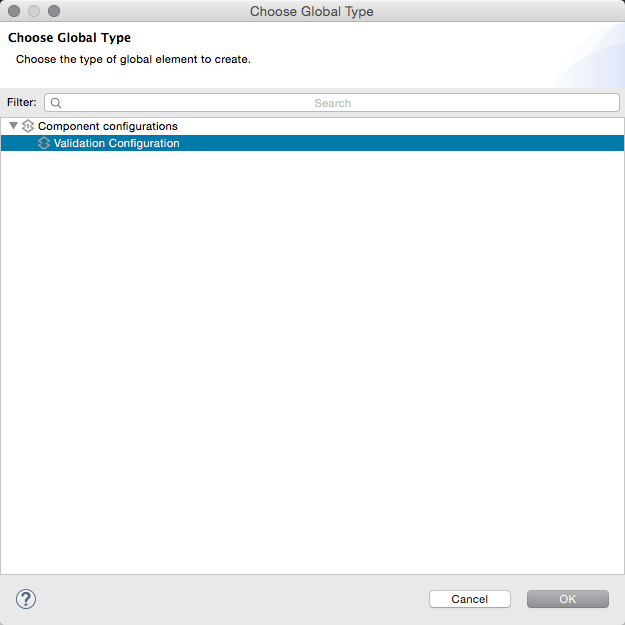 Choose Global Type
Choose Global Type
Choose the type of global element to create.
Filter: Search
Component configurations
Validation Configuration
? Cancel OK